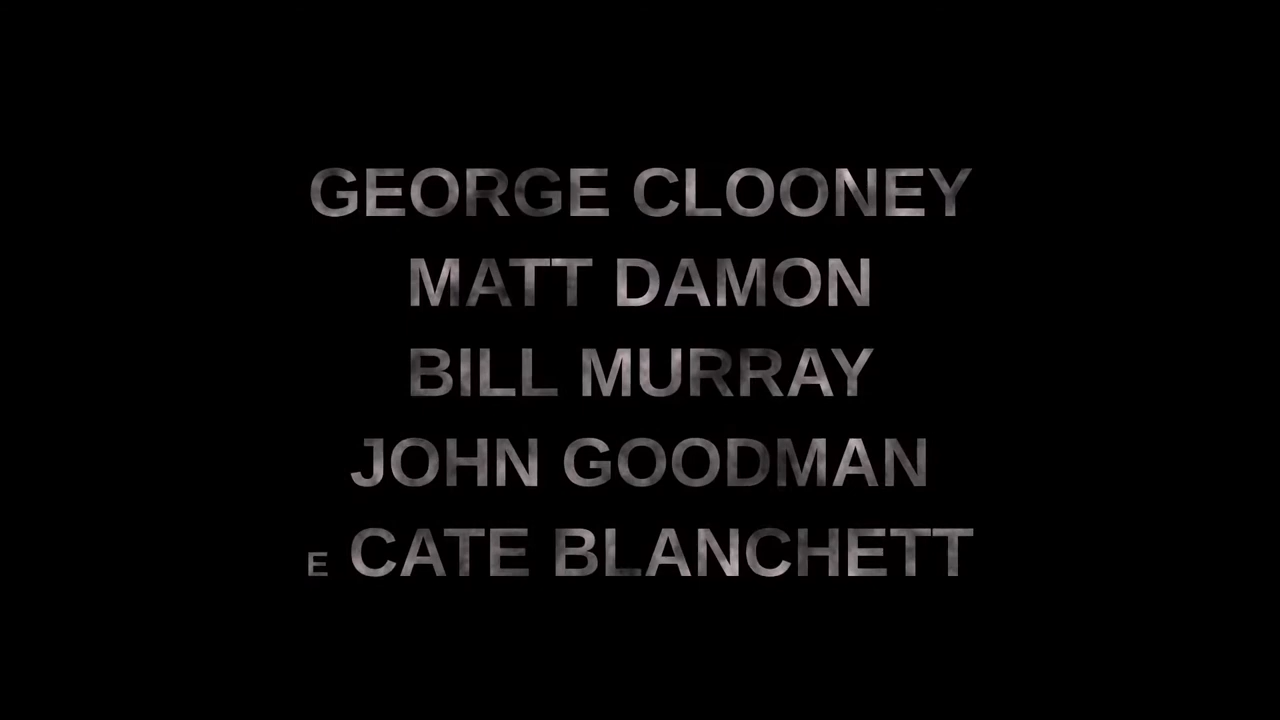 GEORGE CLOONEY
MATT DAMON
BILL MURRAY
JOHN GOODMAN
E CATE BLANCHETT